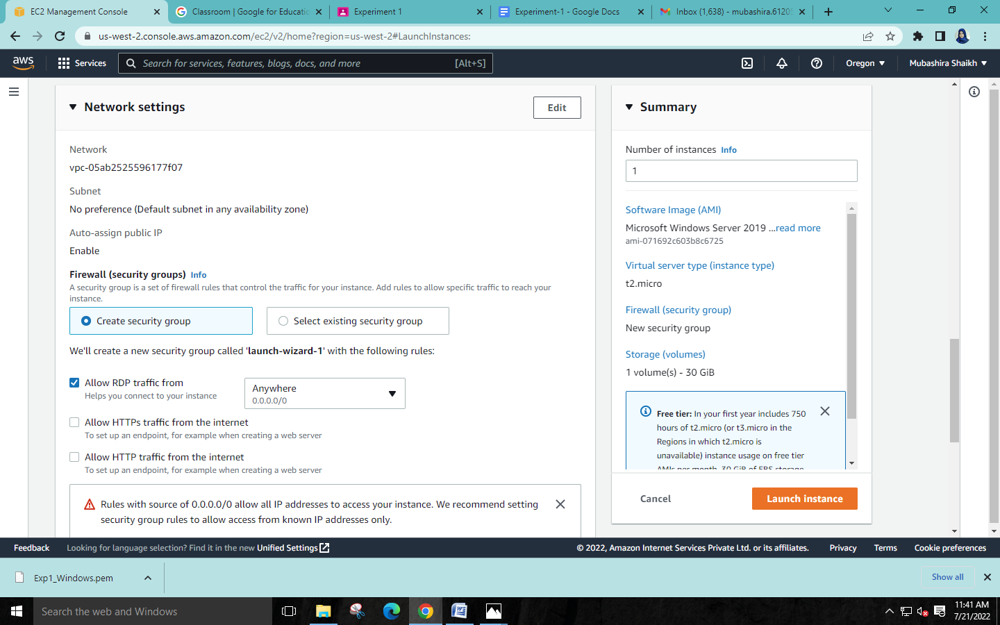 EC2 Management Console
Classroom | Google for Educatio
Experiment 1
Experiment-1 - Google Docs
Inbox (1,638) - mubashira.6120
us-west-2.console.aws.amazon.com/ec2/v2/home?region=us-west-2#LaunchInstances:
aws
Services
Search for services, features, blogs, docs, and more
[Alt+S]
Oregon
Mubashira Shaikh
Network settings
Edit
Network
vpc-05ab2525596177f07
Subnet
No preference (Default subnet in any availability zone)
Auto-assign public IP
Enable
Firewall (security groups) Info
A security group is a set of firewall rules that control the traffic for your instance. Add rules to allow specific traffic to reach your
instance.
Create security group
Select existing security group
We'll create a new security group called 'launch-wizard-1' with the following rules:
Allow RDP traffic from
Helps you connect to your instance
Anywhere
0.0.0.0/0
Allow HTTPs traffic from the internet
To set up an endpoint, for example when creating a web server
Allow HTTP traffic from the internet
To set up an endpoint, for example when creating a web server
Rules with source of 0.0.0.0/0 allow all IP addresses to access your instance. We recommend setting
security group rules to allow access from known IP addresses only.
Summary
Number of instances Info
1
Software Image (AMI)
Microsoft Windows Server 2019 ...read more
ami-071692c603b8c6725
Virtual server type (instance type)
t2.micro
Firewall (security group)
New security group
Storage (volumes)
1 volume(s) - 30 GiB
Free tier: In your first year includes 750
hours of t2.micro (or t3.micro in the
Regions in which t2.micro is
unavailable) instance usage on free tier
AMIs per month, 30 GiB of EBS storage,
Cancel
Launch instance
Feedback
Looking for language selection? Find it in the new Unified Settings
© 2022, Amazon Internet Services Private Ltd. or its affiliates.
Privacy
Terms
Cookie preferences
Exp1_Windows.pem
Show all
Search the web and Windows
11:41 AM
7/21/2022